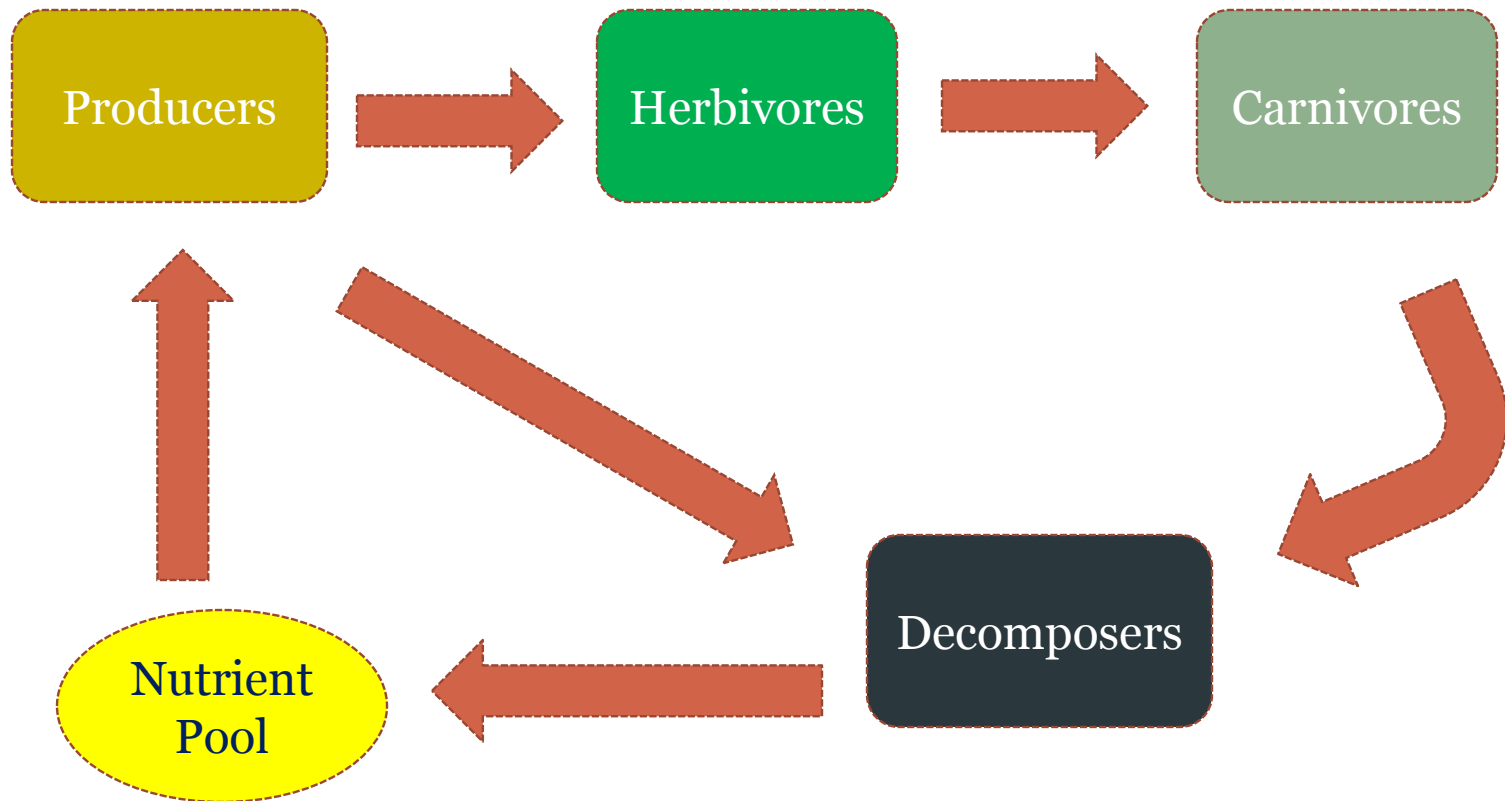 Producers
Herbivores
Carnivores
Decomposers
Nutrient
Pool